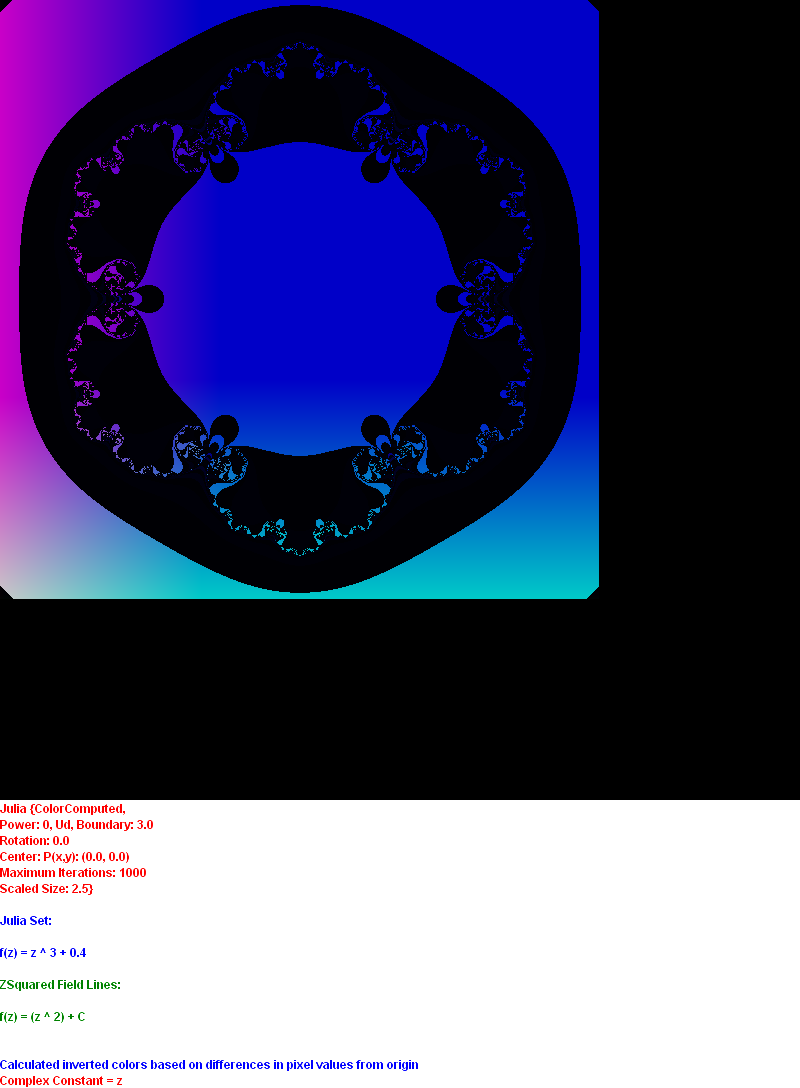 Julia {ColorComputed,
Power: 0, Ud, Boundary: 3.0
Rotation: 0.0
Center: P(x,y): (0.0, 0.0)
Maximum Iterations: 1000
Scaled Size: 2.5}
Julia Set:
f(z) = z ^ 3 + 0.4
ZSquared Field Lines:
f(z) = (z ^ 2) + C
Calculated inverted colors based on differences in pixel values from origin
Complex Constant = z